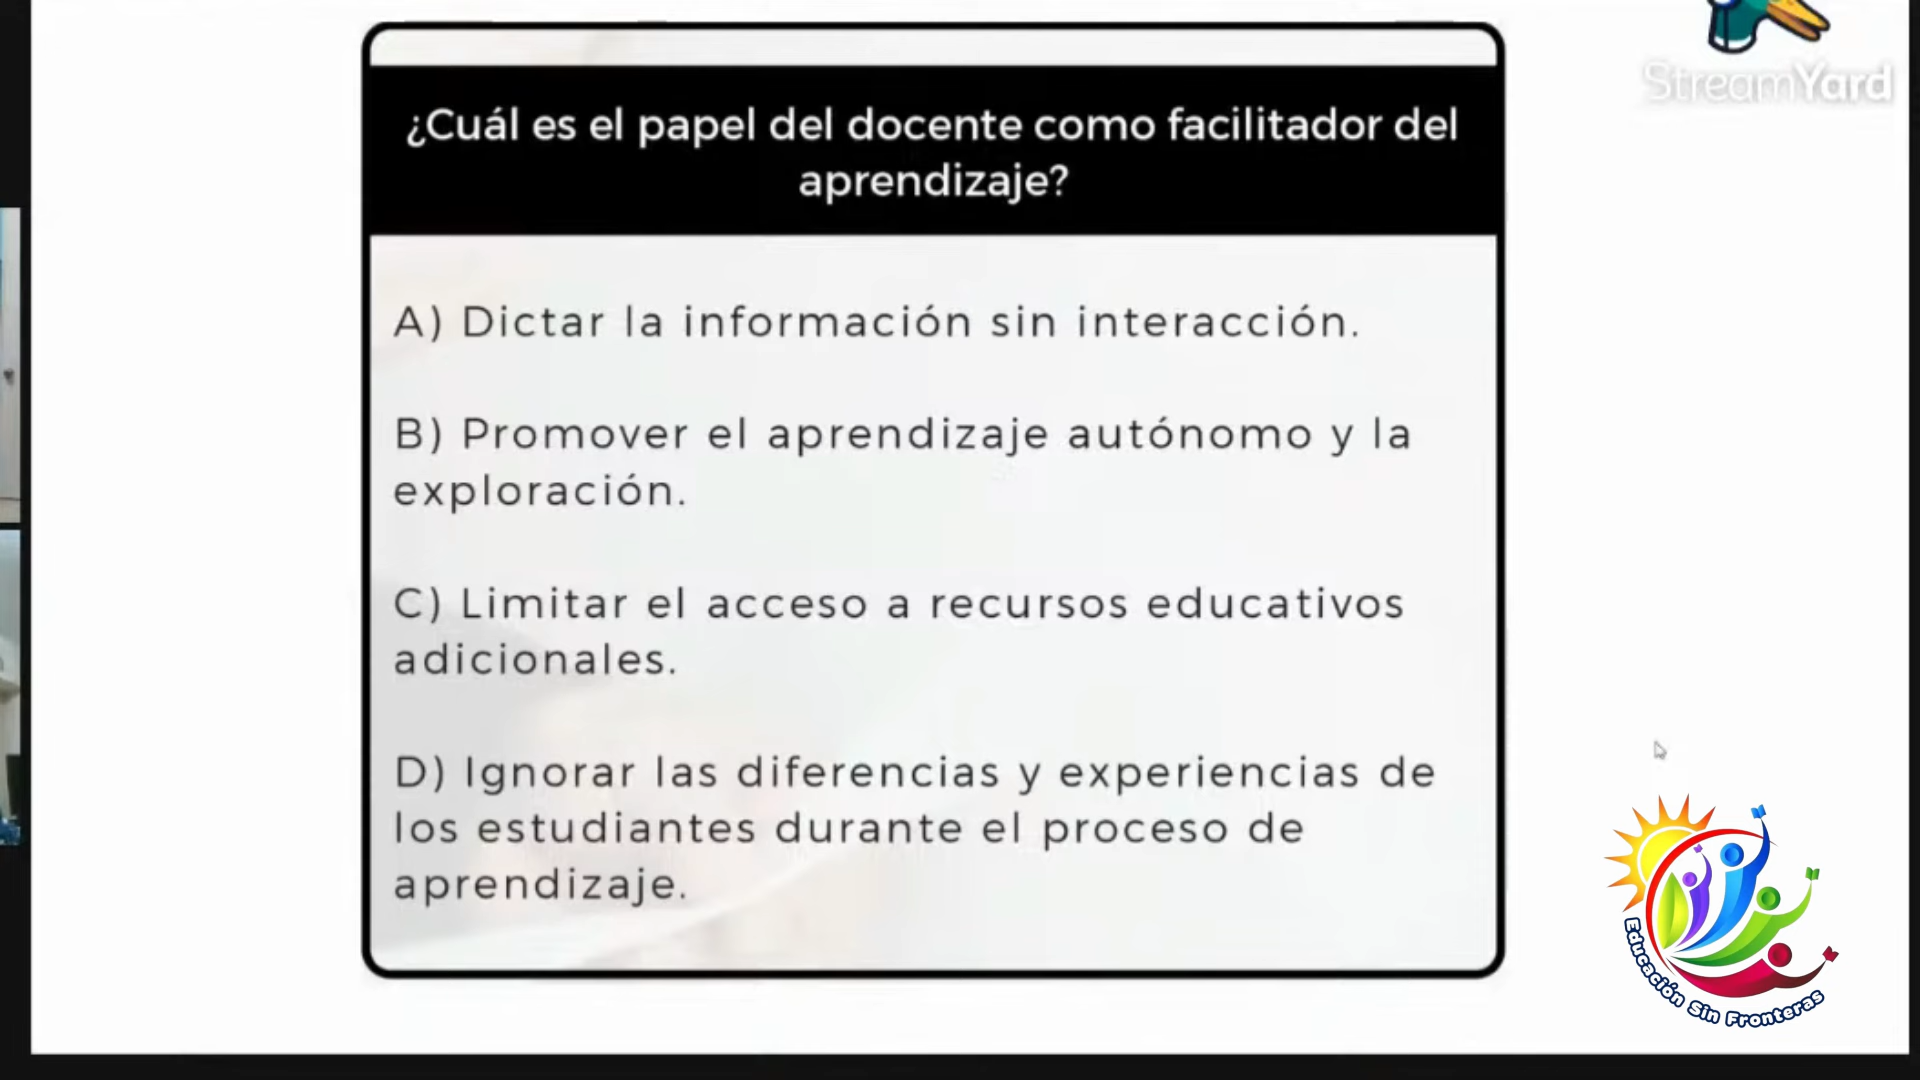 StreamYard
¿Cuál es el papel del docente como facilitador del
aprendizaje?
A) Dictar la información sin interacción.
B) Promover el aprendizaje autónomo y la
exploración.
C) Limitar el acceso a recursos educativos
adicionales.
D) Ignorar las diferencias y experiencias de
los estudiantes durante el proceso de
aprendizaje.
Educación Sin Fronteras